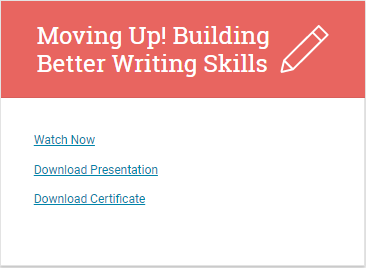 Moving Up! Building
Better Writing Skills
Watch Now
Download Presentation
Download Certificate